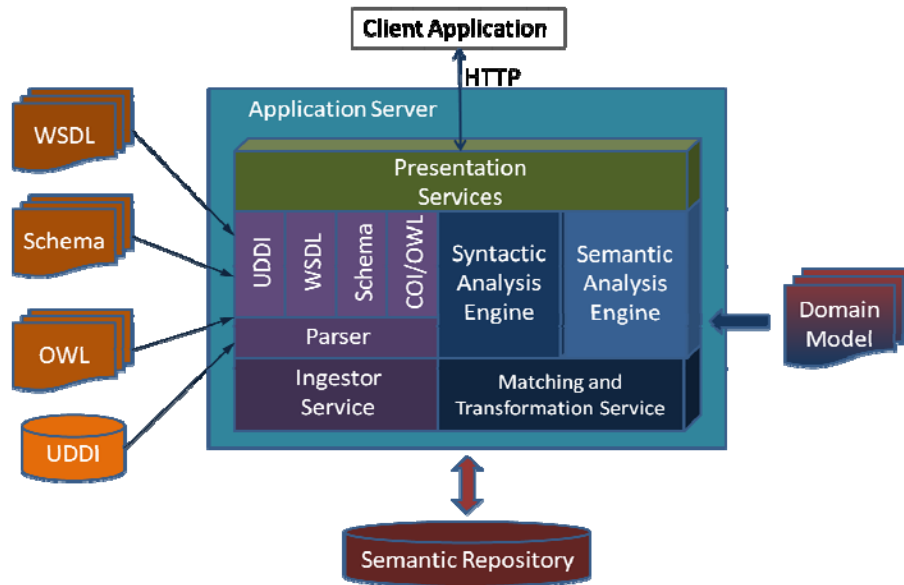 Client Application
HTTP
Application Server
WSDL
Schema
OWL
UDDI
Presentation
Services
UDDI
WSDL
Schema
COI/OWL
Parser
Ingestor
Service
Syntactic
Analysis
Engine
Semantic
Analysis
Engine
Matching and
Transformation Service
Domain
Model
Semantic Repository